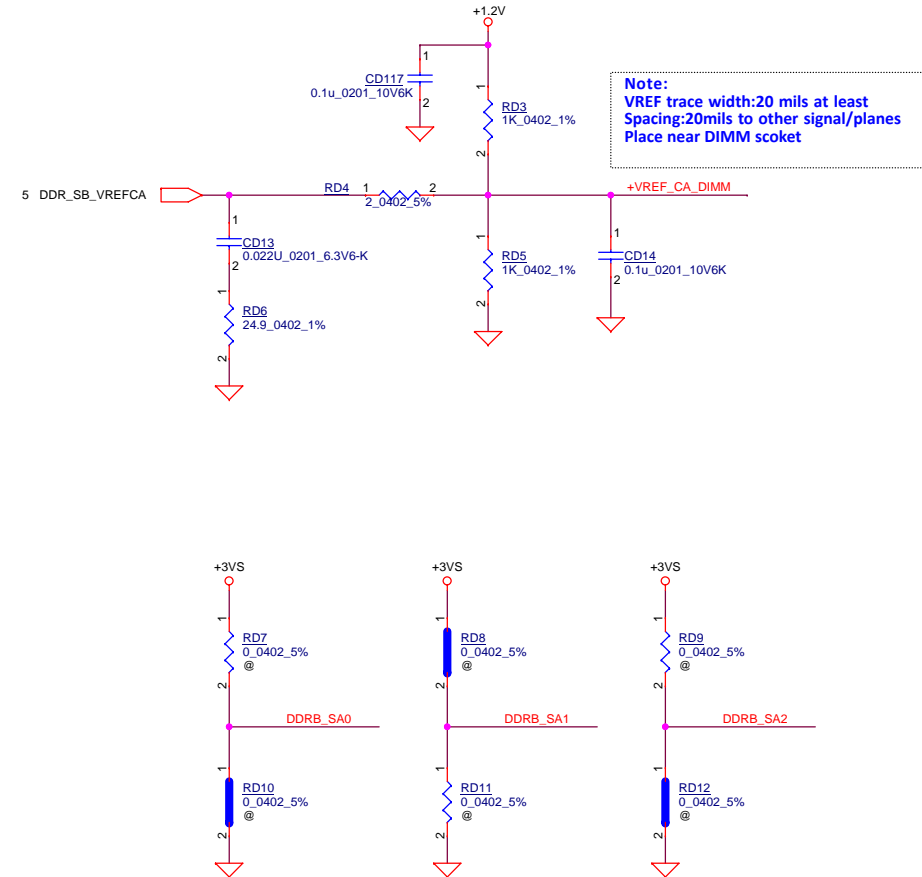 +1.2V
1
CD117
0.1u_0201_10V6K
2
1
RD3
1K_0402_1%
2
Note:
VREF trace width:20 mils at least
Spacing:20mils to other signal/planes
Place near DIMM scoket
5 DDR_SB_VREFCA
RD4 1 2
2_0402_5%
+VREF_CA_DIMM
1
CD13
0.022U_0201_6.3V6-K
2
1
RD5
1K_0402_1%
2
1
CD14
0.1u_0201_10V6K
2
1
RD6
24.9_0402_1%
2
+3VS +3VS +3VS
1 1 1
RD7 RD8 RD9
0_0402_5% 0_0402_5% 0_0402_5%
@ @ @
2 2 2
DDRB_SA0 DDRB_SA1 DDRB_SA2
1 1 1
RD10 RD11 RD12
0_0402_5% 0_0402_5% 0_0402_5%
@ @ @
2 2 2